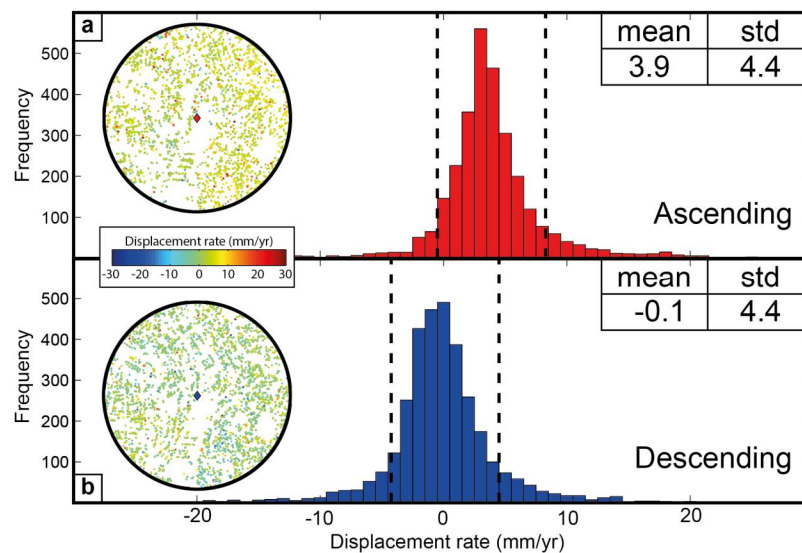 a
mean std
3.9 4.4
Frequency
500
400
300
200
100
Ascending
Displacement rate (mm/yr)
-30 -20 -10 0 10 20 30
mean std
-0.1 4.4
Frequency
500
400
300
200
100
Descending
b
-20 -10 0 10 20
Displacement rate (mm/yr)